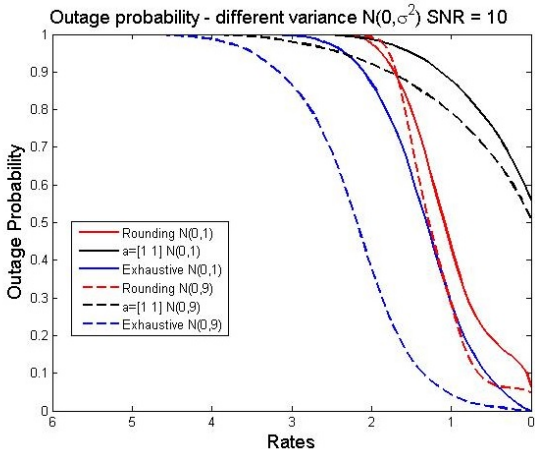 Outage probability - different variance N(0,σ²) SNR = 10
Outage Probability
1
0.9
0.8
0.7
0.6
0.5
0.4
0.3
0.2
0.1
0
Rounding N(0,1)
a=[1 1] N(0,1)
Exhaustive N(0,1)
Rounding N(0,9)
a=[1 1] N(0,9)
Exhaustive N(0,9)
6 5 4 3 2 1 0
Rates